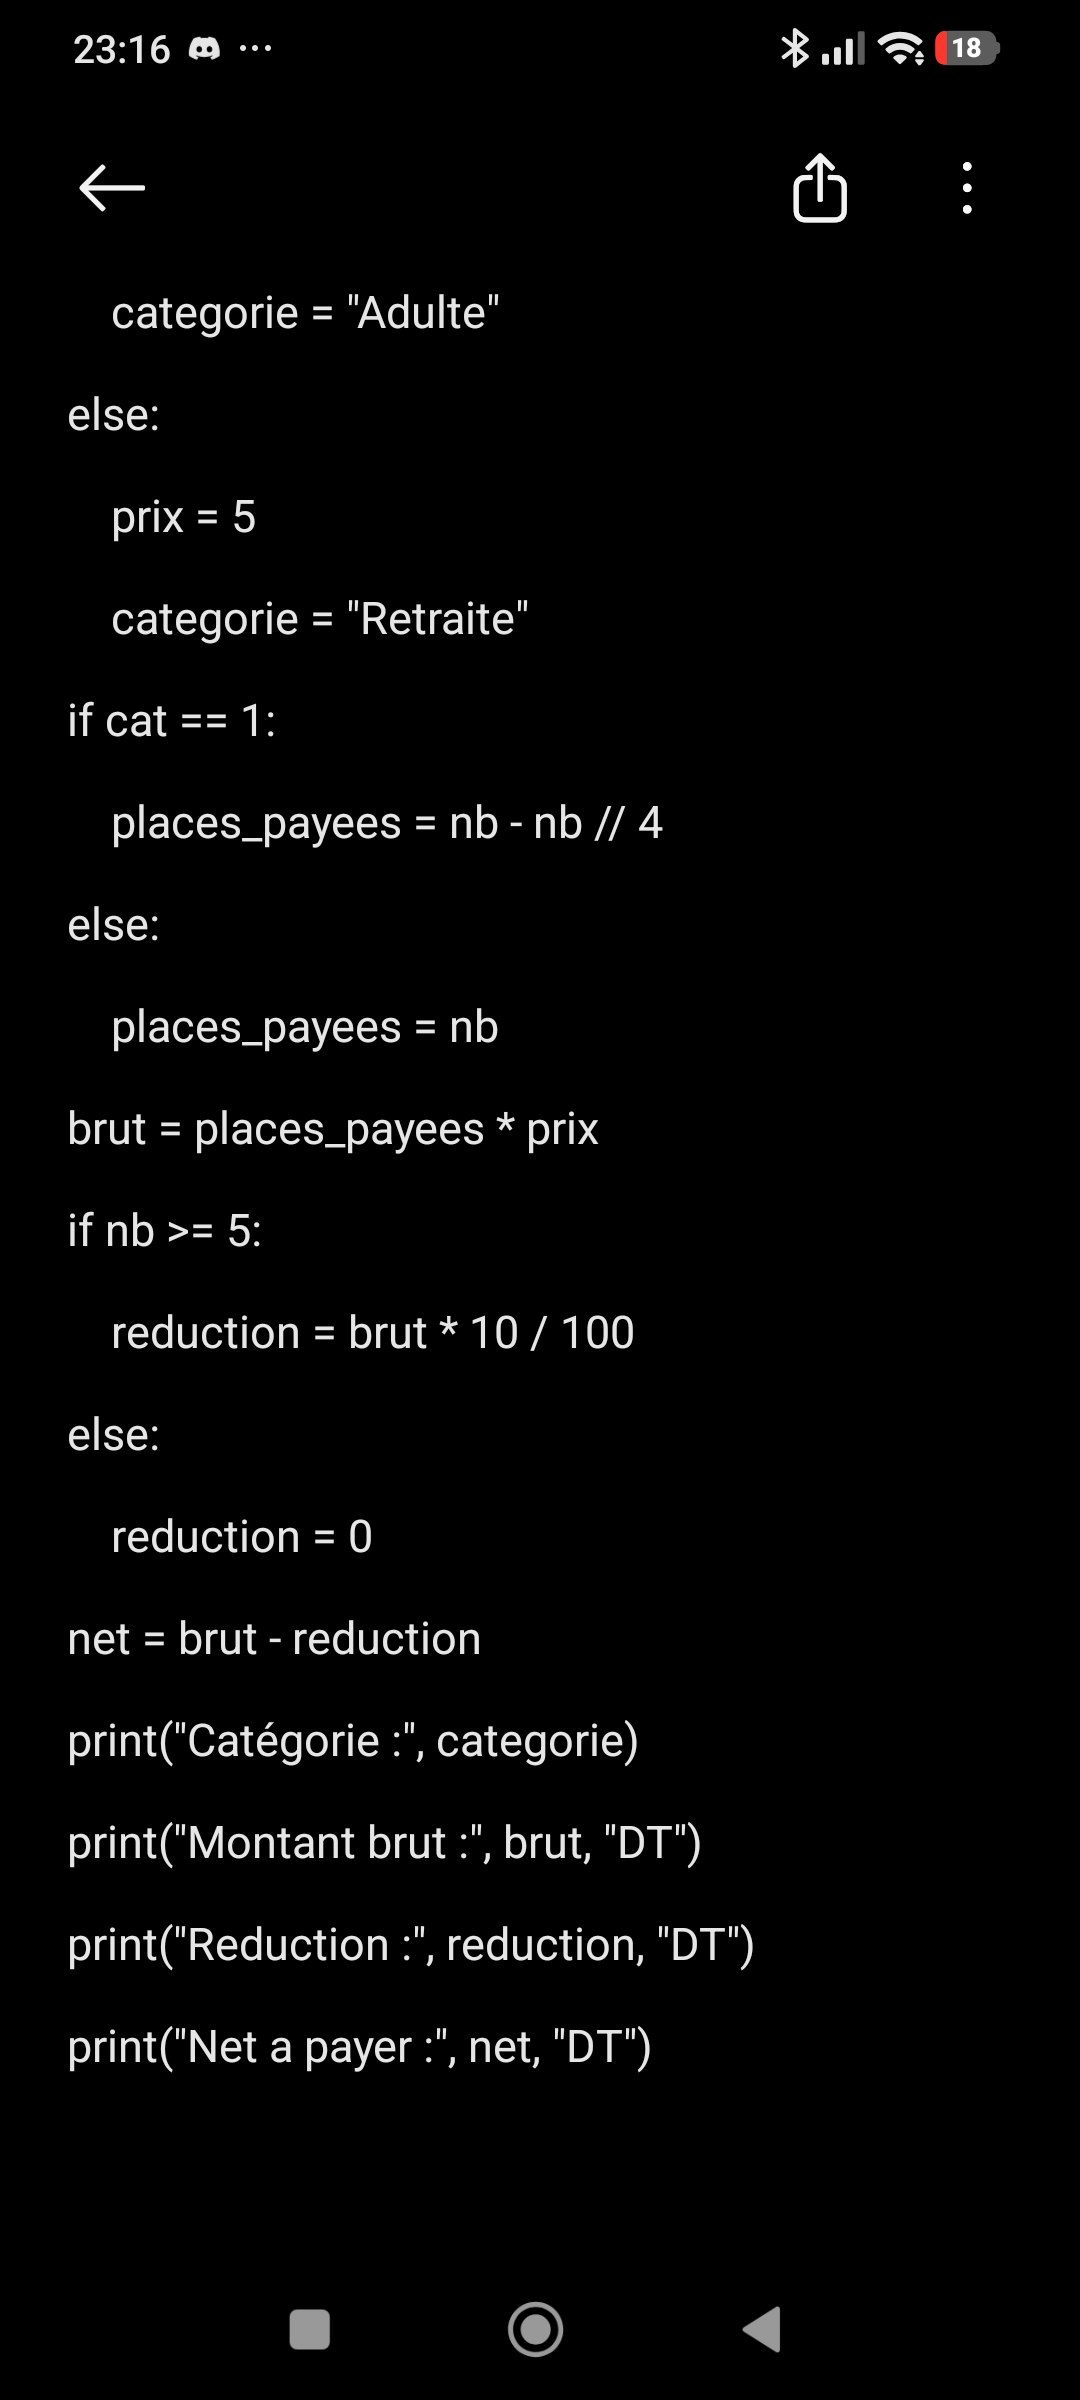 23:16 ... 18
categorie = "Adulte"
else:
prix = 5
categorie = "Retraite"
if cat == 1:
places_payees = nb - nb // 4
else:
places_payees = nb
brut = places_payees * prix
if nb >= 5:
reduction = brut * 10 / 100
else:
reduction = 0
net = brut - reduction
print("Catégorie :", categorie)
print("Montant brut :", brut, "DT")
print("Reduction :", reduction, "DT")
print("Net a payer :", net, "DT")